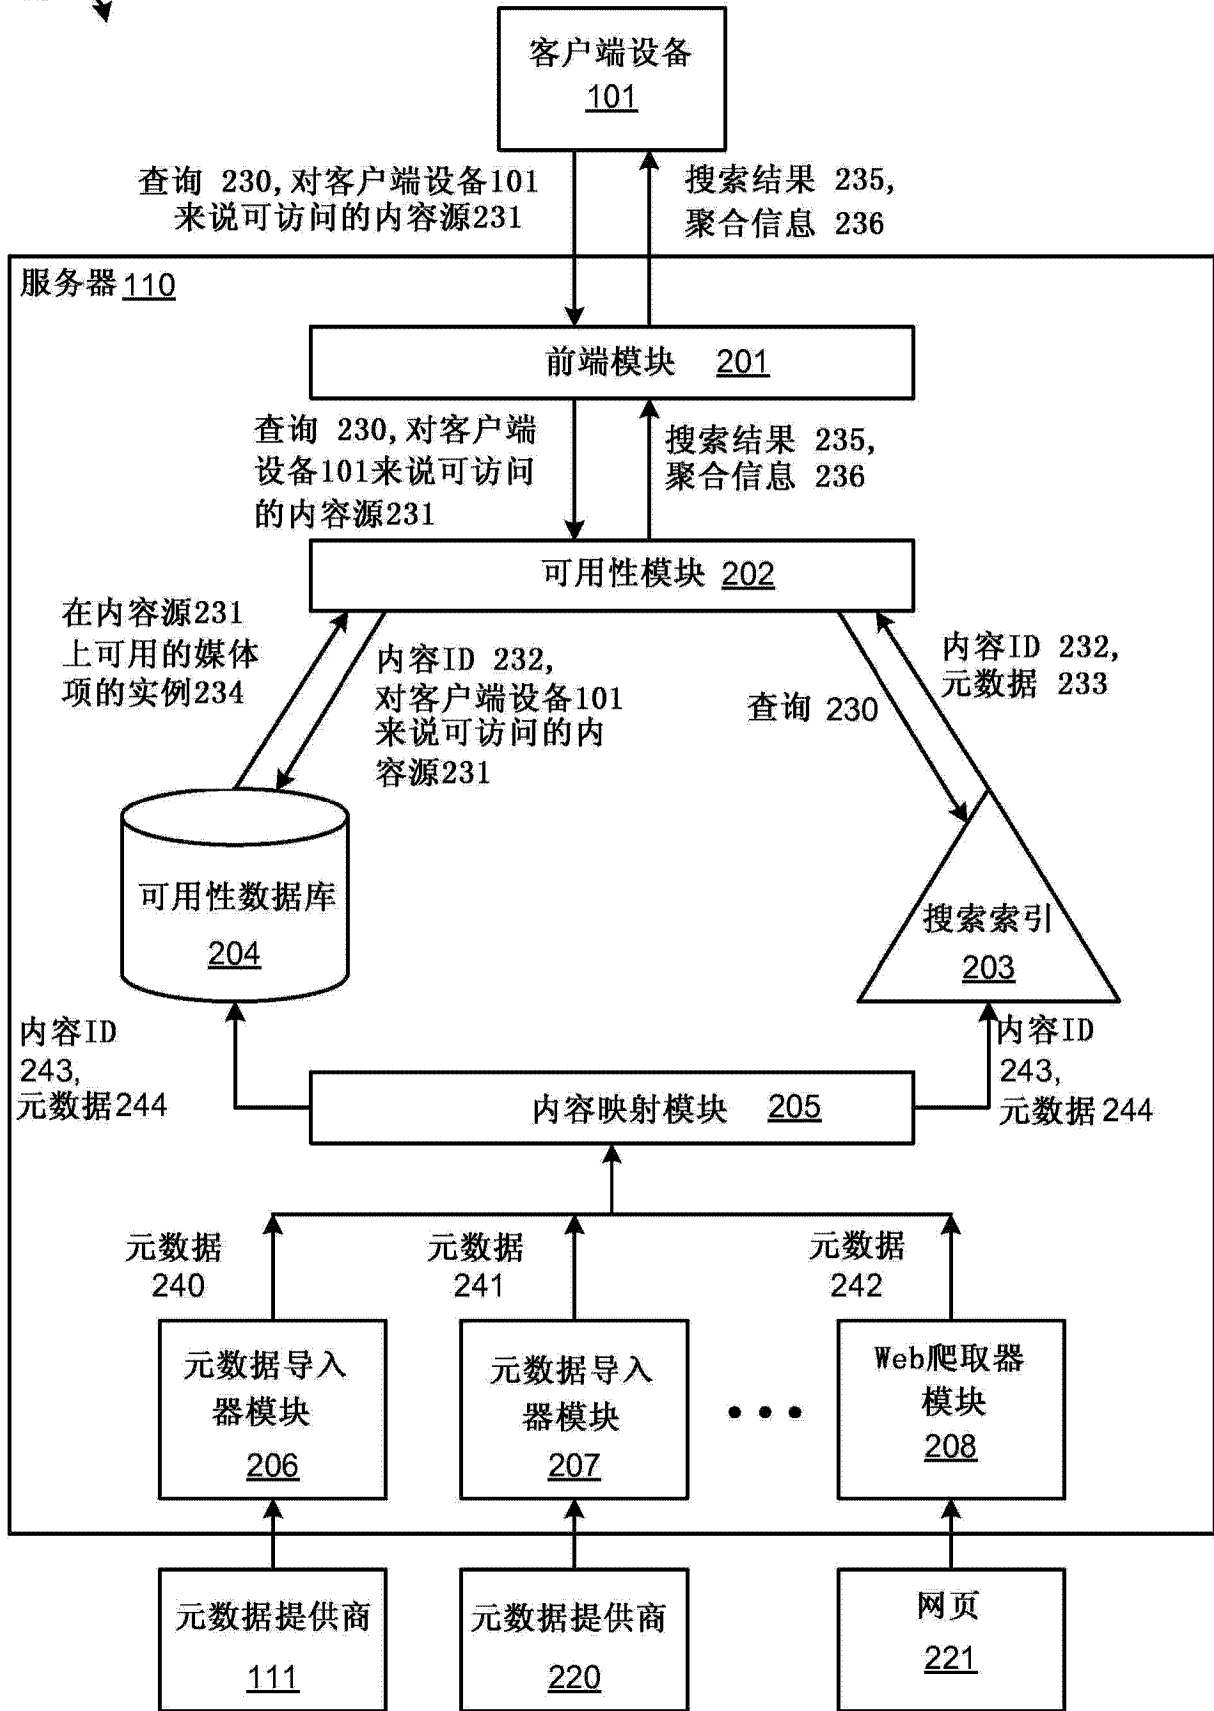 客户端设备
101
查询 230,对客户端设备101
来说可访问的内容源231
搜索结果 235,
聚合信息 236
服务器110
前端模块 201
查询 230,对客户端
设备101来说可访问
的内容源231
搜索结果 235,
聚合信息 236
可用性模块 202
在内容源231
上可用的媒体
项的实例234
内容ID 232,
对客户端设备101
来说可访问的内
容源231
查询 230
内容ID 232,
元数据 233
可用性数据库
204
搜索索引
203
内容ID
243,
元数据244
内容映射模块 205
内容ID
243,
元数据244
元数据
240
元数据
241
元数据
242
元数据导入
器模块
206
元数据导入
器模块
207
Web爬取器
模块
208
元数据提供商
111
元数据提供商
220
网页
221